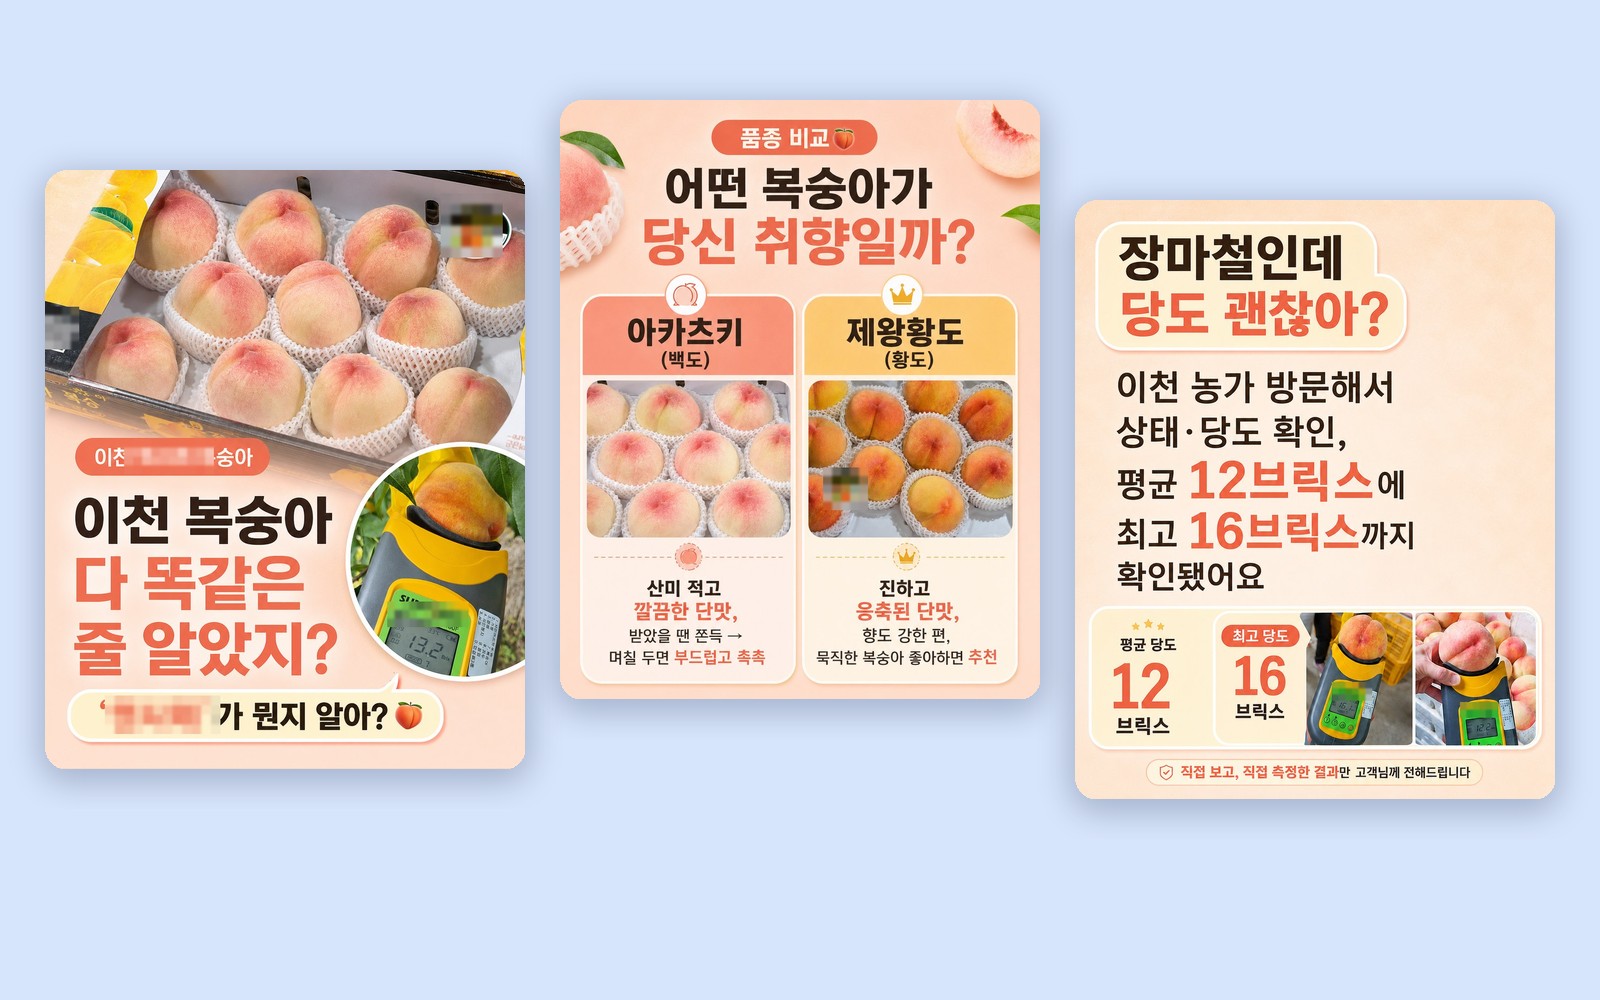 이천 숭아
이천 복숭아
다 똑같은
줄 알았지?
가 뭔지 알아?
13.2
품종 비교
어떤 복숭아가
당신 취향일까?
아카츠키
(백도)
산미 적고
깔끔한 단맛,
받았을 땐 쫀득 →
며칠 두면 부드럽고 촉촉
제왕황도
(황도)
진하고
응축된 단맛,
향도 강한 편,
묵직한 복숭아 좋아하면 추천
장마철인데
당도 괜찮아?
이천 농가 방문해서
상태·당도 확인,
평균 12브릭스에
최고 16브릭스까지
확인됐어요
평균 당도
12
브릭스
최고 당도
16
브릭스
직접 보고, 직접 측정한 결과만 고객님께 전해드립니다